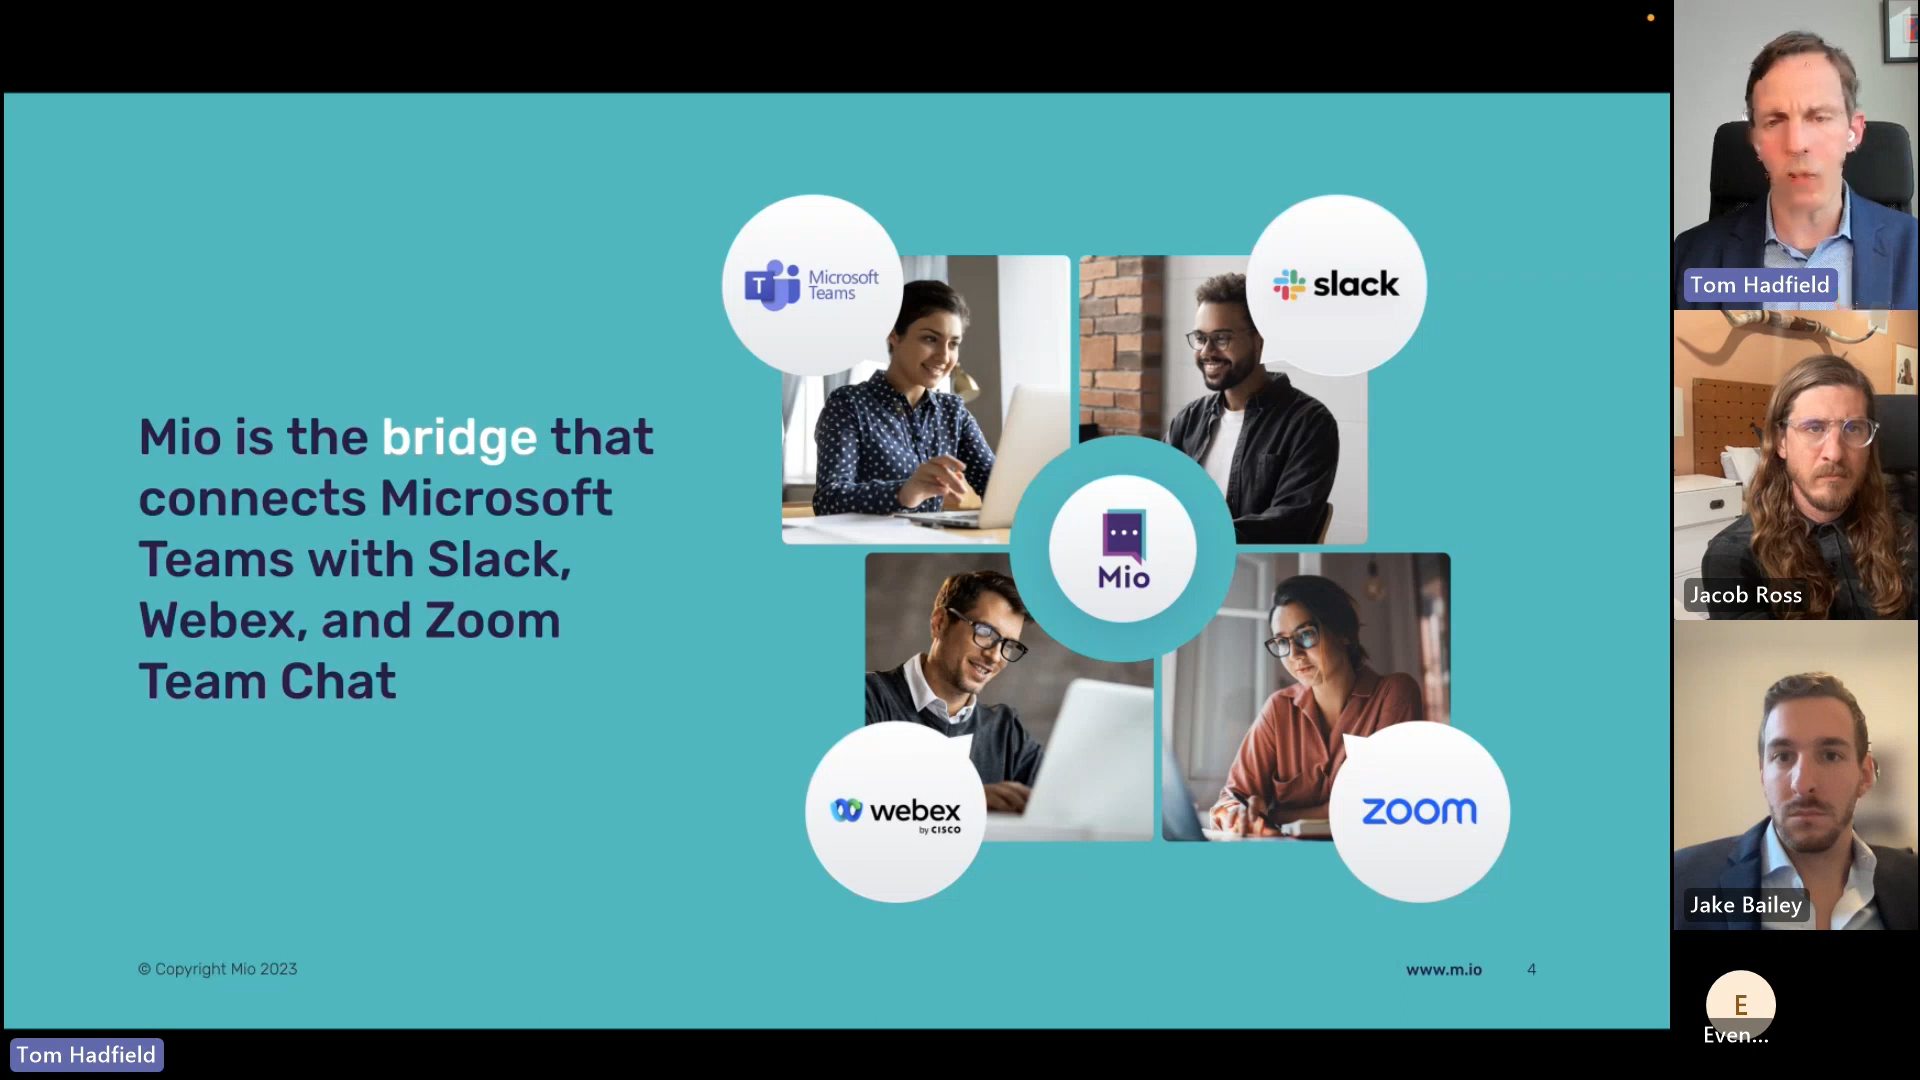 Microsoft
Teams
slack
Mio is the bridge that
connects Microsoft
Teams with Slack,
Webex, and Zoom
Team Chat
Mio
webex
by CISCO
zoom
© Copyright Mio 2023
www.m.io
4
Tom Hadfield
Tom Hadfield
Jacob Ross
Jake Bailey
E
Even...